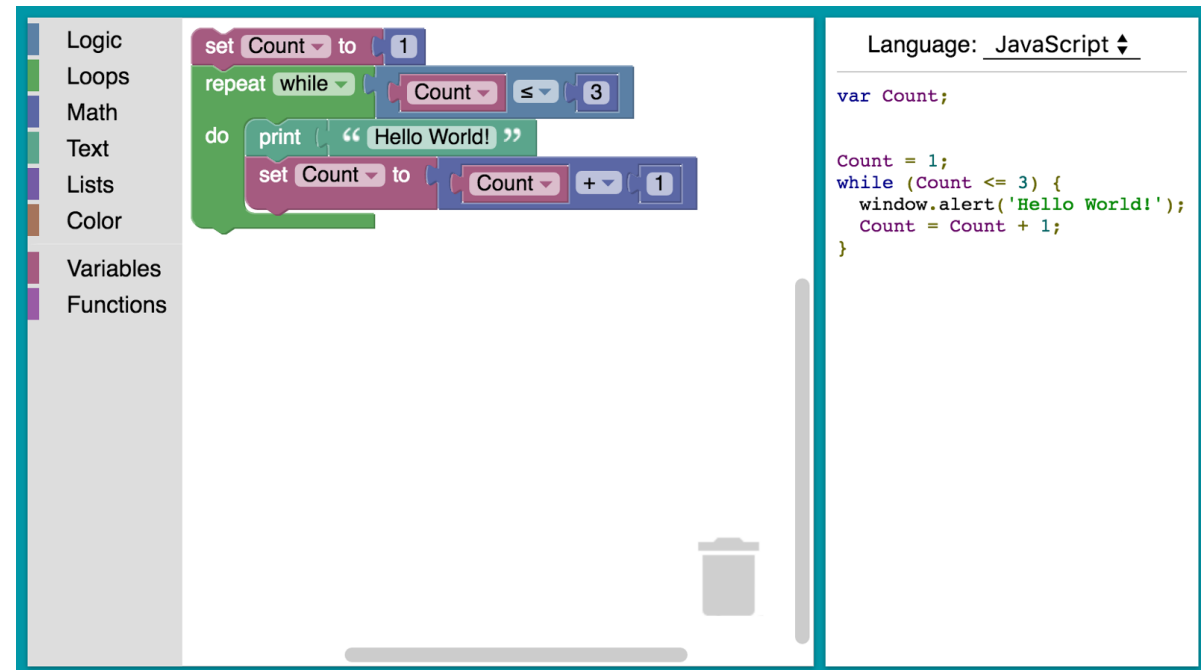 Logic
Loops
Math
Text
Lists
Color
Variables
Functions
set Count to 1
repeat while Count ≤ 3
do print “ Hello World! ”
set Count to Count + 1
Language: JavaScript
var Count;
Count = 1;
while (Count <= 3) {
window.alert('Hello World!');
Count = Count + 1;
}